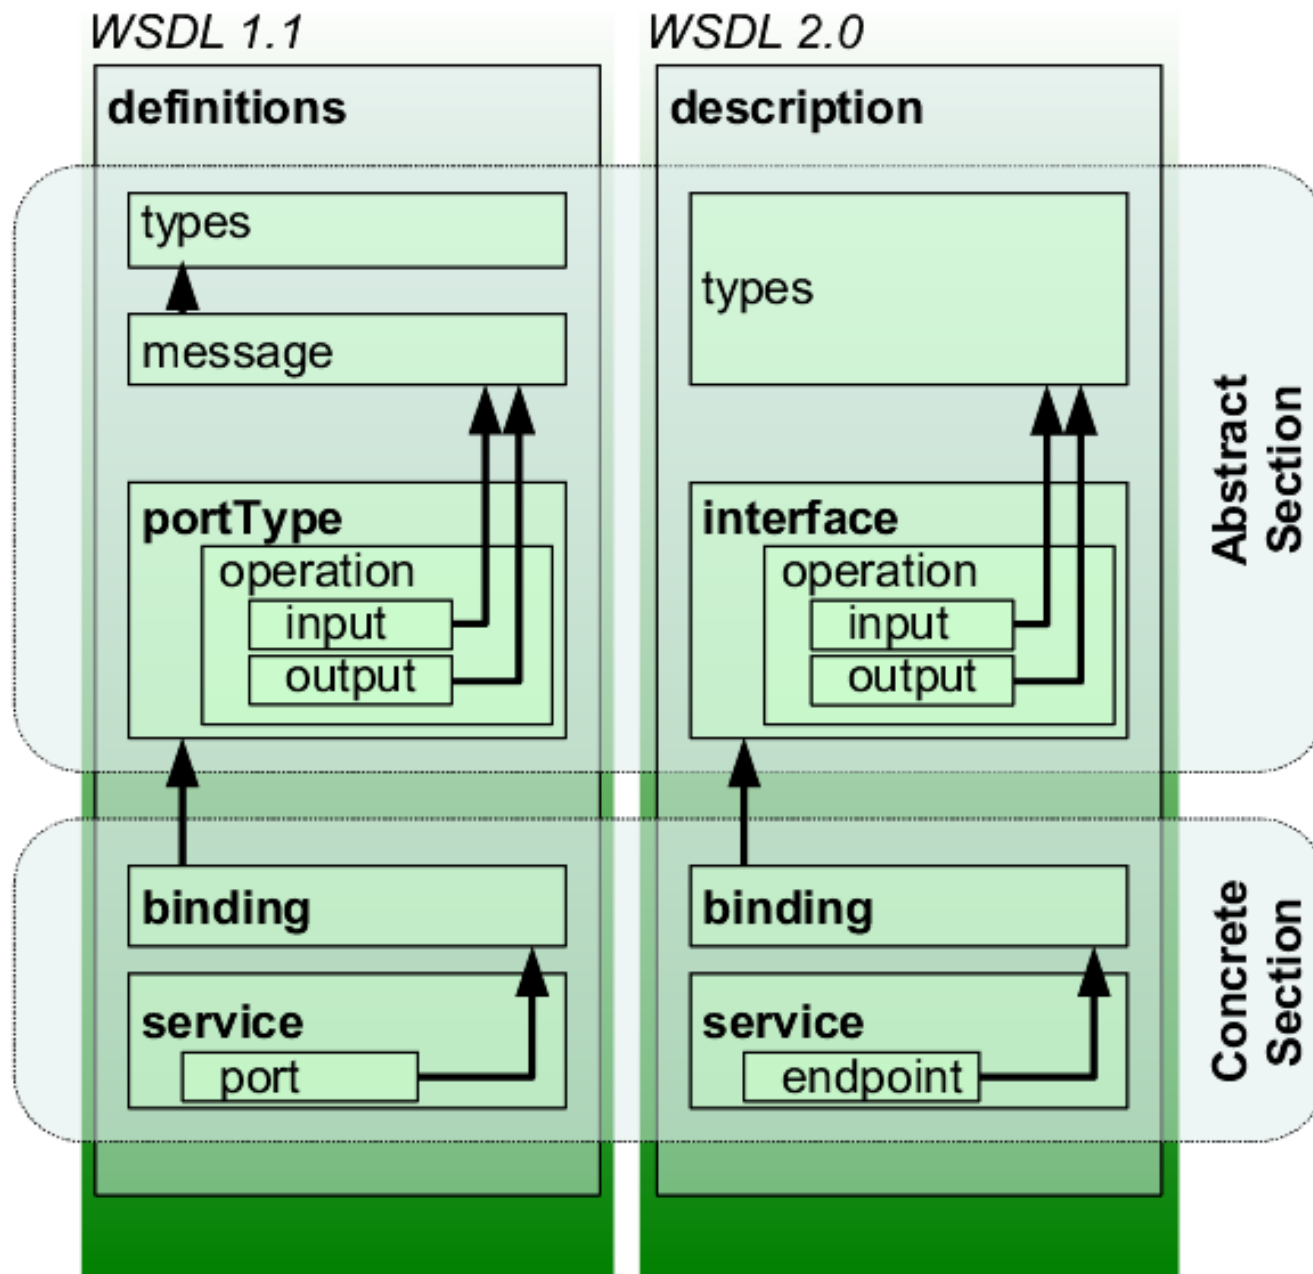 WSDL 1.1
definitions
types
message
portType
operation
input
output
binding
service
port
WSDL 2.0
description
types
interface
operation
input
output
binding
service
endpoint
Abstract
Section
Concrete
Section